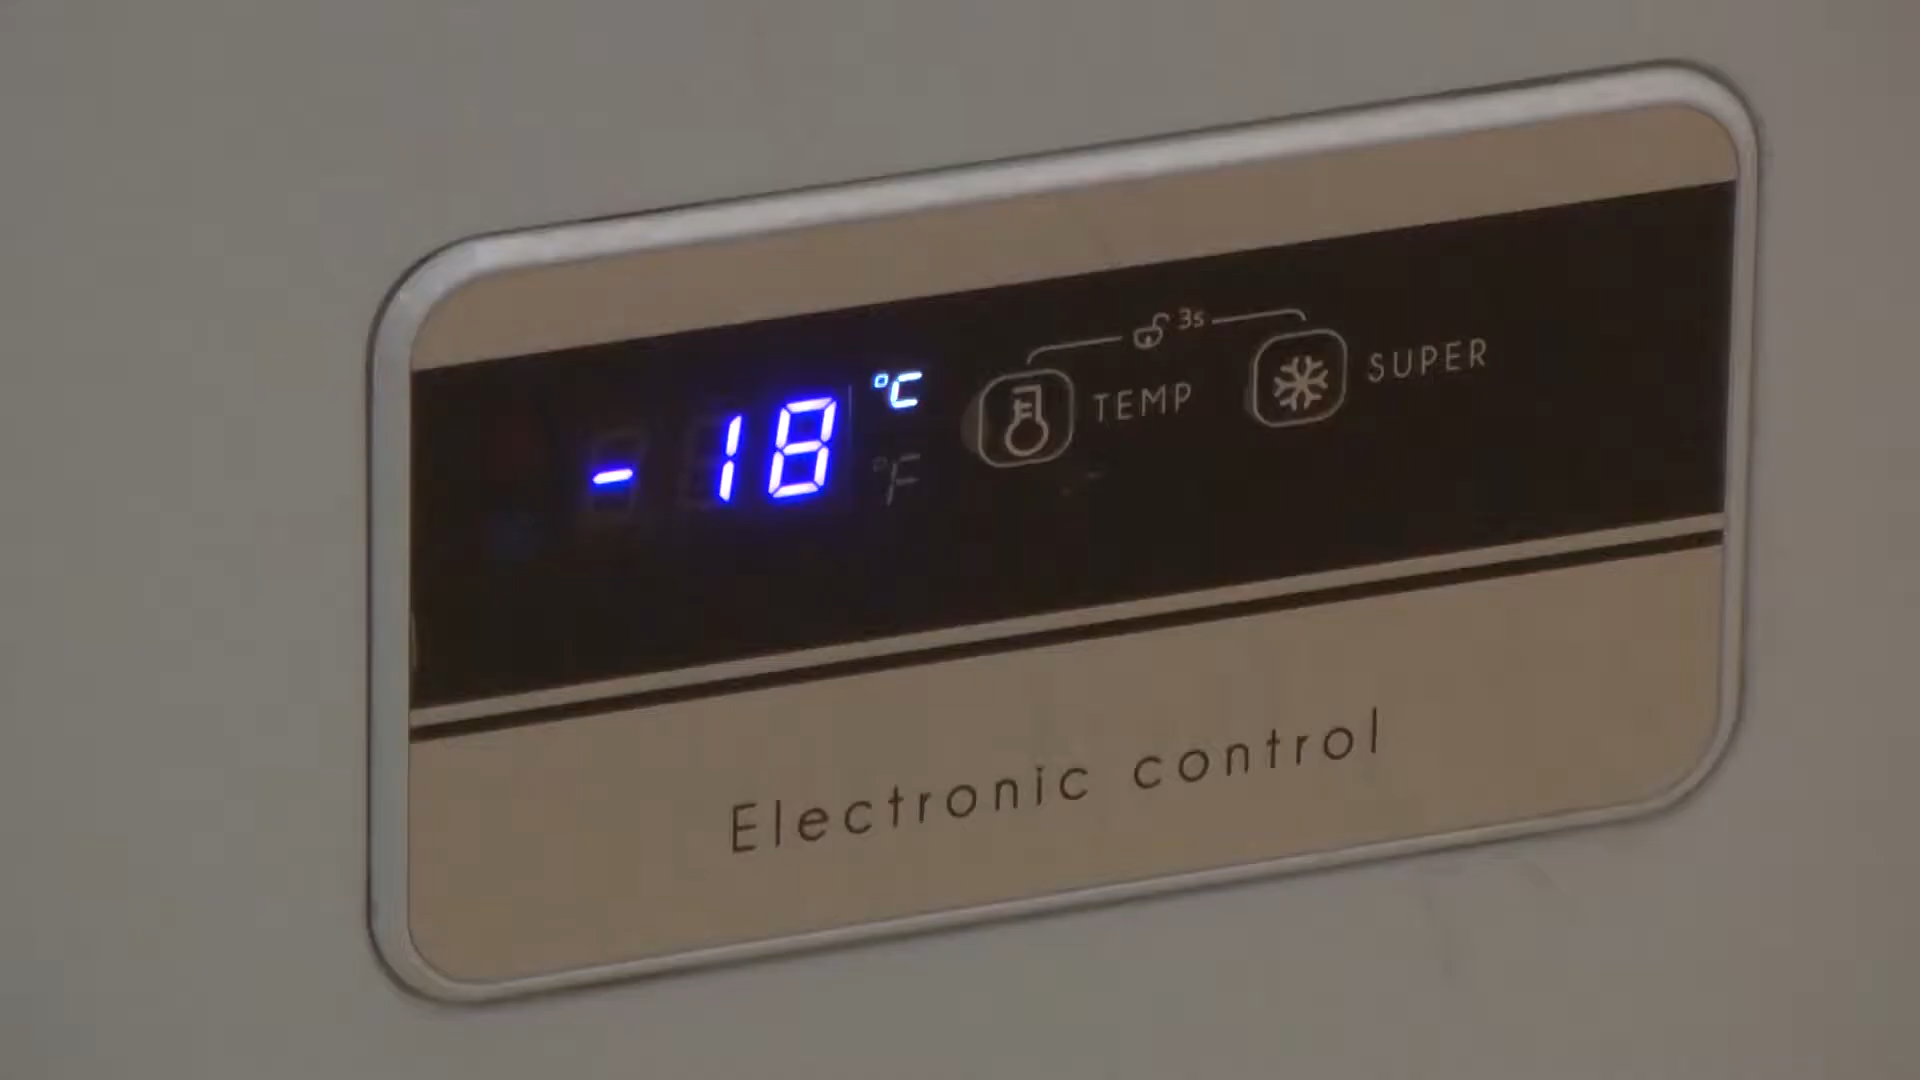 -18 °C
°F
3s
TEMP
SUPER
Electronic control